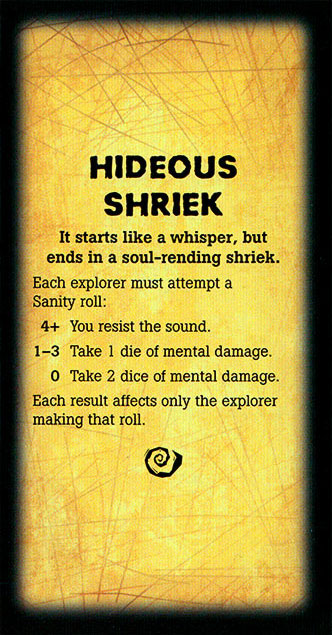 HIDEOUS
SHRIEK
It starts like a whisper, but
ends in a soul-rending shriek.
Each explorer must attempt a
Sanity roll:
4+ You resist the sound.
1–3 Take 1 die of mental damage.
0 Take 2 dice of mental damage.
Each result affects only the explorer
making that roll.